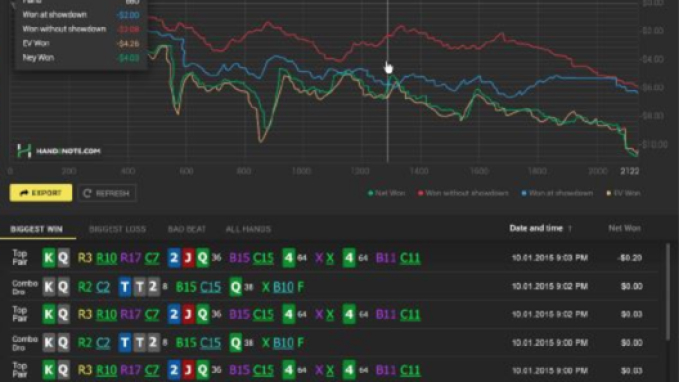 Won at showdown -$2.00
Won without showdown
EV Won -$4.26
Ney Won -$4.03
$0.00
$2.00
$4.00
$6.00
$8.00
$10.00
HAND2NOTE.COM
0 200 400 600 800 1000 1200 1400 1600 1800 2000 2122
EXPORT REFRESH
Net Won Won without showdown Won at showdown EV Won
BIGGEST WIN BIGGEST LOSS BAD BEAT ALL HANDS Date and time ↑ Net Won
Top Pair K Q R3 R10 R17 C7 2 J Q 36 B15 C15 4 64 X X 4 64 B11 C11 10.01.2015 9:03 PM -$0.20
Combo Dro K Q R2 C2 T T 2 8 B15 C15 Q 38 X B10 F 10.01.2015 9:02 PM $0.00
Top Pair K Q R3 R10 R17 C7 2 J Q 36 B15 C15 4 64 X X 4 64 B11 C11 10.01.2015 9:02 PM $0.03
Combo Dro K Q R2 C2 T T 2 8 B15 C15 Q 38 X B10 F 10.01.2015 9:00 PM $0.00
Top Pair K Q R3 R10 R17 C7 2 J Q 36 B15 C15 4 64 X X 4 64 B11 C11 10.01.2015 9:00 PM $0.03